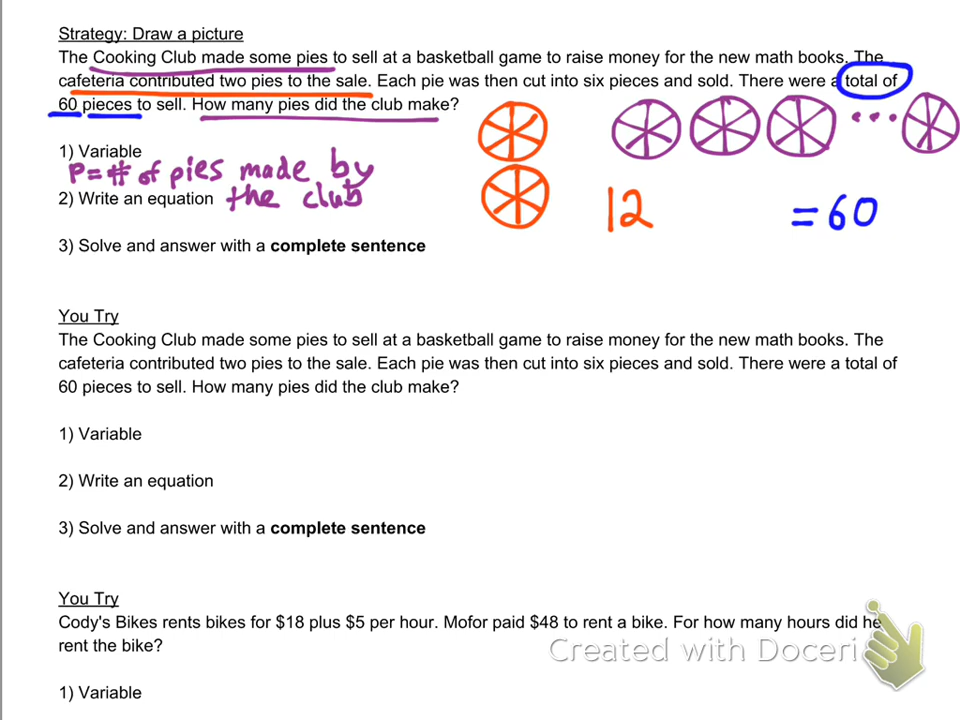 Strategy: Draw a picture
The Cooking Club made some pies to sell at a basketball game to raise money for the new math books. The
cafeteria contributed two pies to the sale. Each pie was then cut into six pieces and sold. There were a total of
60 pieces to sell. How many pies did the club make?
1) Variable
P = # of pies made by
the club
2) Write an equation
12 = 60
3) Solve and answer with a complete sentence
You Try
The Cooking Club made some pies to sell at a basketball game to raise money for the new math books. The
cafeteria contributed two pies to the sale. Each pie was then cut into six pieces and sold. There were a total of
60 pieces to sell. How many pies did the club make?
1) Variable
2) Write an equation
3) Solve and answer with a complete sentence
You Try
Cody's Bikes rents bikes for $18 plus $5 per hour. Mofor paid $48 to rent a bike. For how many hours did he
rent the bike?
Created with Doceri
1) Variable